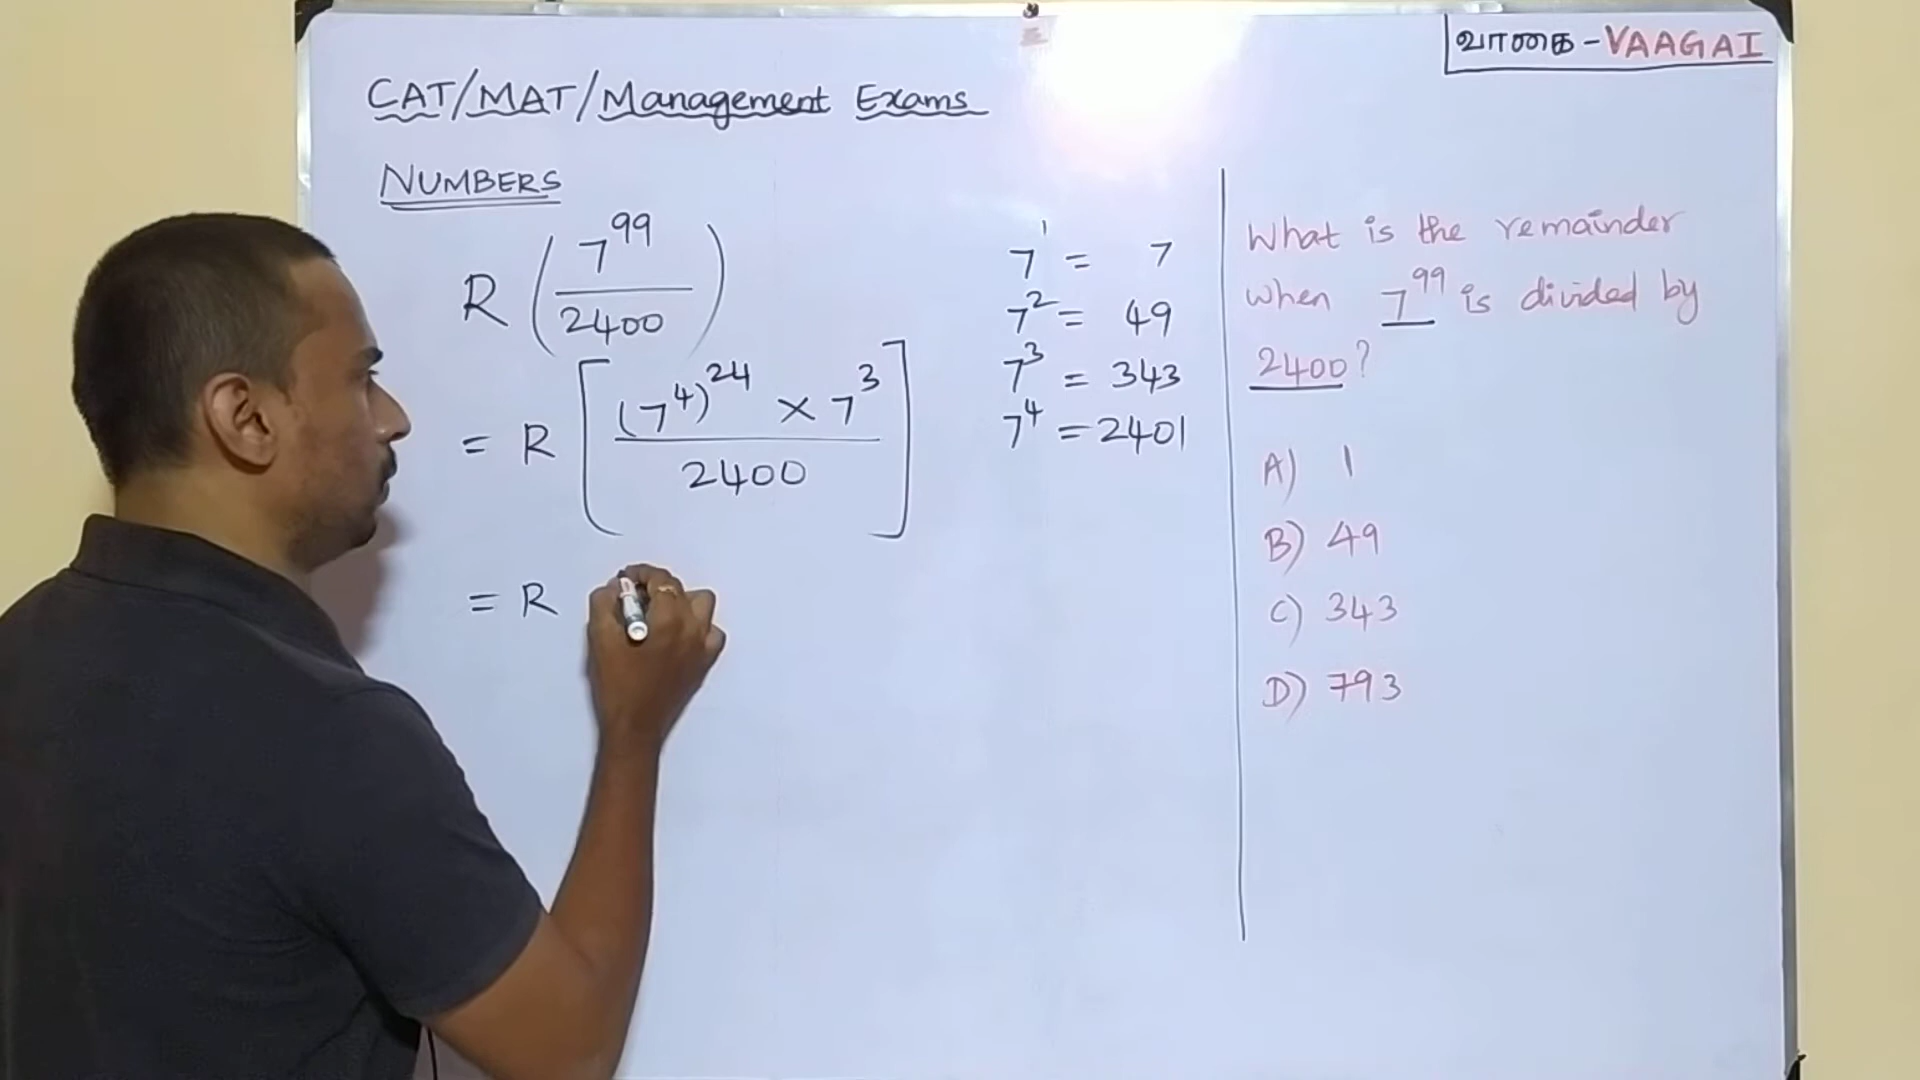 வாகை - VAAGAI
CAT/MAT/Management Exams
NUMBERS
R (7^99 / 2400)
= R [(7^4)^24 × 7^3 / 2400]
= R
7^1 = 7
7^2 = 49
7^3 = 343
7^4 = 2401
What is the remainder
when 7^99 is divided by
2400?
A) 1
B) 49
C) 343
D) 793